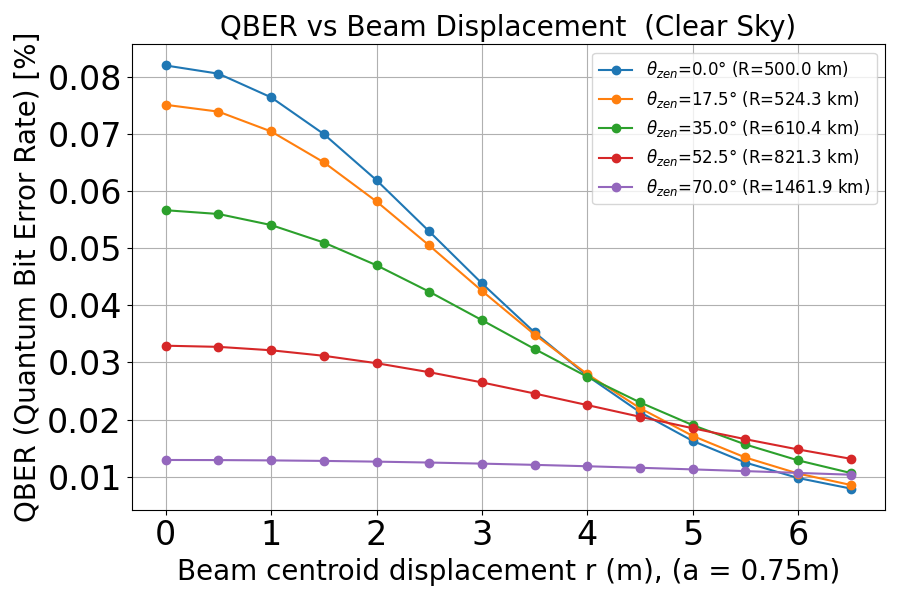 QBER vs Beam Displacement  (Clear Sky)
QBER (Quantum Bit Error Rate) [%]
0.08
0.07
0.06
0.05
0.04
0.03
0.02
0.01
θzen=0.0° (R=500.0 km)
θzen=17.5° (R=524.3 km)
θzen=35.0° (R=610.4 km)
θzen=52.5° (R=821.3 km)
θzen=70.0° (R=1461.9 km)
0 1 2 3 4 5 6
Beam centroid displacement r (m), (a = 0.75m)